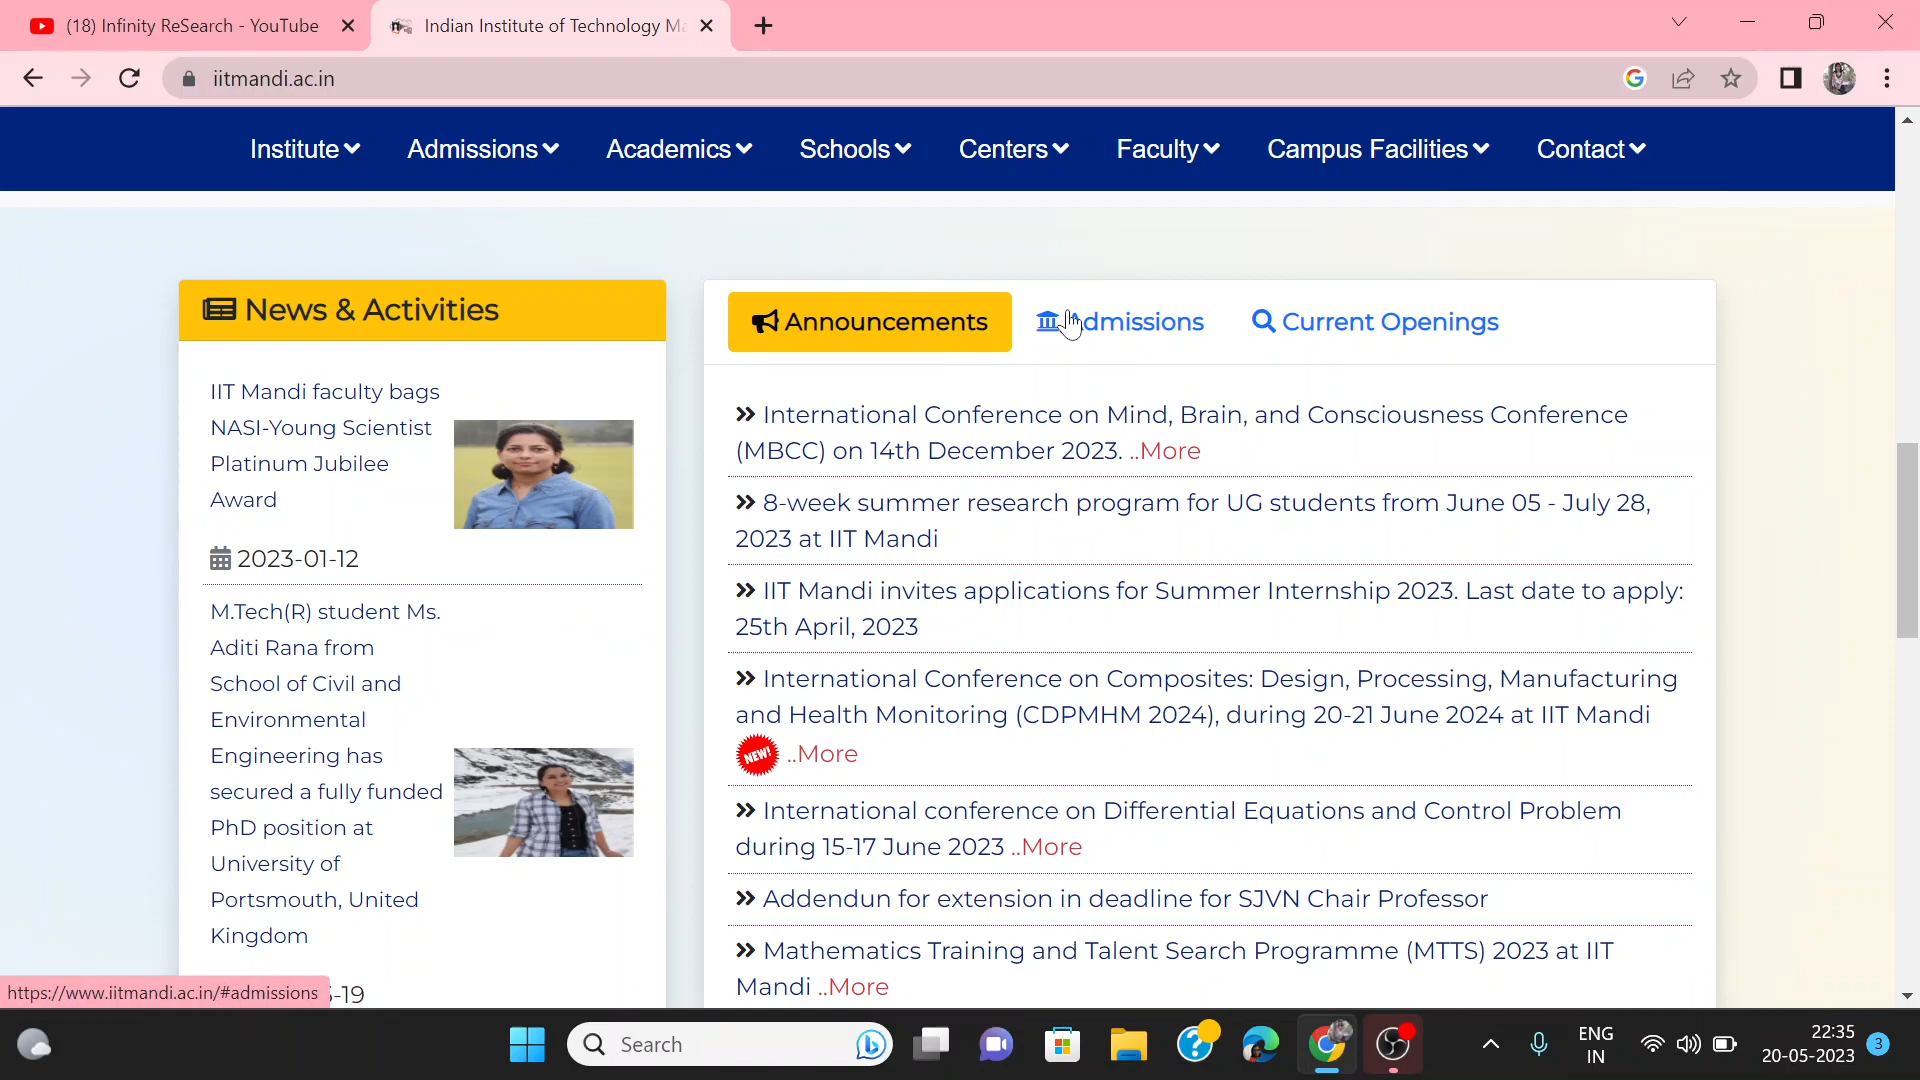 (18) Infinity ReSearch - YouTube
Indian Institute of Technology Ma
iitmandi.ac.in
Institute Admissions Academics Schools Centers Faculty Campus Facilities Contact
News & Activities
IIT Mandi faculty bags
NASI-Young Scientist
Platinum Jubilee
Award
2023-01-12
M.Tech(R) student Ms.
Aditi Rana from
School of Civil and
Environmental
Engineering has
secured a fully funded
PhD position at
University of
Portsmouth, United
Kingdom
5-19
Announcements Admissions Current Openings
» International Conference on Mind, Brain, and Consciousness Conference
(MBCC) on 14th December 2023. ..More
» 8-week summer research program for UG students from June 05 - July 28,
2023 at IIT Mandi
» IIT Mandi invites applications for Summer Internship 2023. Last date to apply:
25th April, 2023
» International Conference on Composites: Design, Processing, Manufacturing
and Health Monitoring (CDPMHM 2024), during 20-21 June 2024 at IIT Mandi
NEW! ..More
» International conference on Differential Equations and Control Problem
during 15-17 June 2023 ..More
» Addendun for extension in deadline for SJVN Chair Professor
» Mathematics Training and Talent Search Programme (MTTS) 2023 at IIT
Mandi ..More
https://www.iitmandi.ac.in/#admissions
Search
ENG
IN
22:35
20-05-2023
3